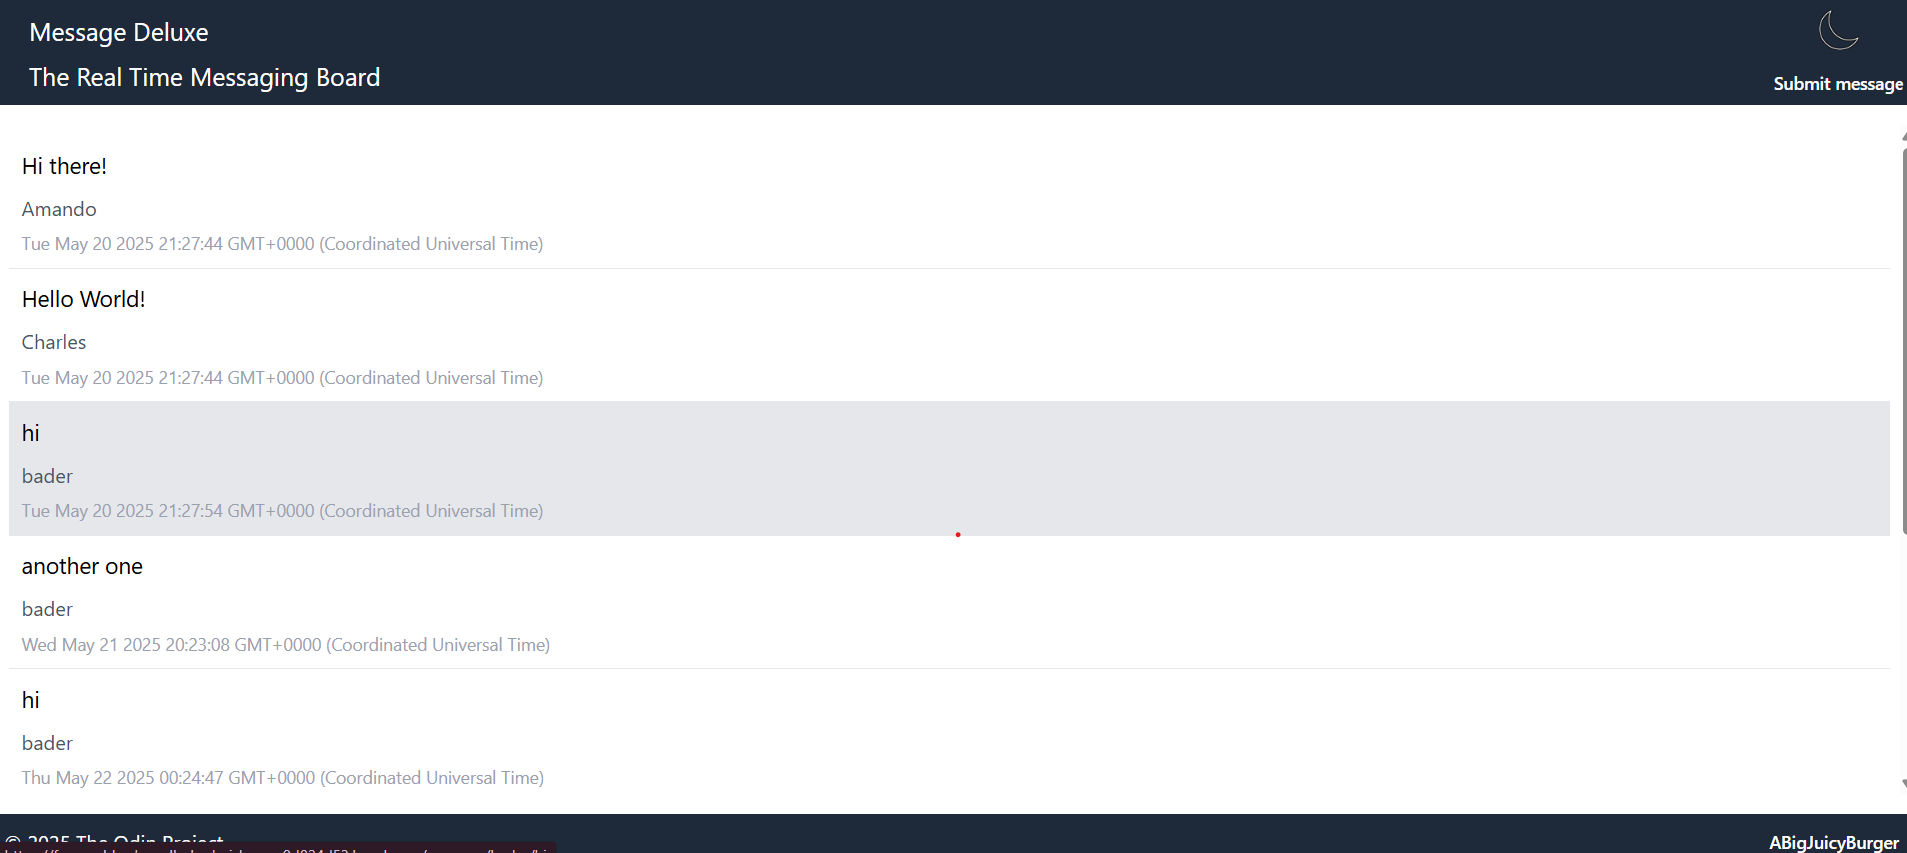 Message Deluxe
The Real Time Messaging Board
Submit message
Hi there!
Amando
Tue May 20 2025 21:27:44 GMT+0000 (Coordinated Universal Time)
Hello World!
Charles
Tue May 20 2025 21:27:44 GMT+0000 (Coordinated Universal Time)
hi
bader
Tue May 20 2025 21:27:54 GMT+0000 (Coordinated Universal Time)
another one
bader
Wed May 21 2025 20:23:08 GMT+0000 (Coordinated Universal Time)
hi
bader
Thu May 22 2025 00:24:47 GMT+0000 (Coordinated Universal Time)
© 2025 The Odin Project
ABigJuicyBurger